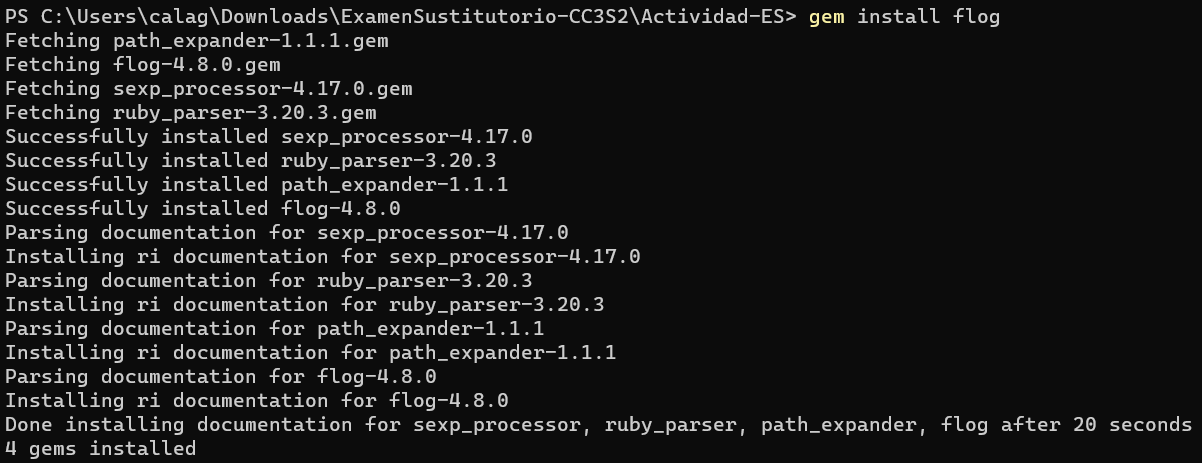 PS C:\Users\calag\Downloads\ExamenSustitutorio-CC3S2\Actividad-ES> gem install flog
Fetching path_expander-1.1.1.gem
Fetching flog-4.8.0.gem
Fetching sexp_processor-4.17.0.gem
Fetching ruby_parser-3.20.3.gem
Successfully installed sexp_processor-4.17.0
Successfully installed ruby_parser-3.20.3
Successfully installed path_expander-1.1.1
Successfully installed flog-4.8.0
Parsing documentation for sexp_processor-4.17.0
Installing ri documentation for sexp_processor-4.17.0
Parsing documentation for ruby_parser-3.20.3
Installing ri documentation for ruby_parser-3.20.3
Parsing documentation for path_expander-1.1.1
Installing ri documentation for path_expander-1.1.1
Parsing documentation for flog-4.8.0
Installing ri documentation for flog-4.8.0
Done installing documentation for sexp_processor, ruby_parser, path_expander, flog after 20 seconds
4 gems installed